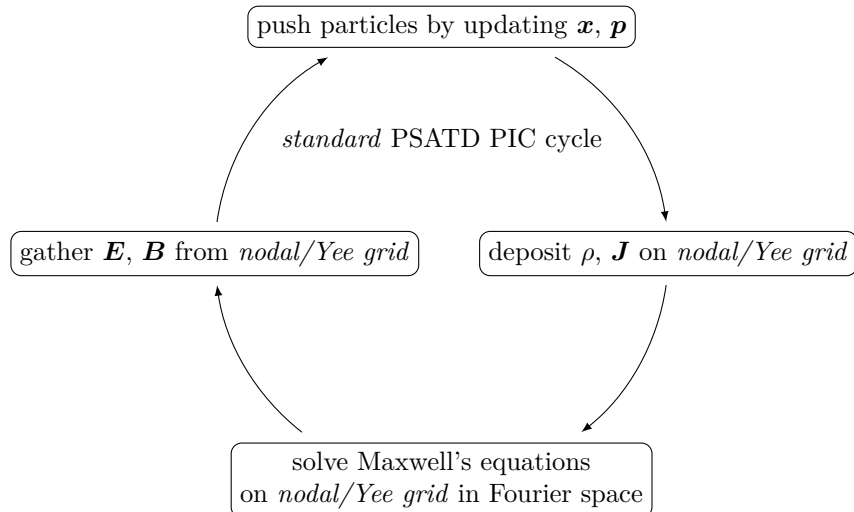 push particles by updating x, p
standard PSATD PIC cycle
gather E, B from nodal/Yee grid
deposit ρ, J on nodal/Yee grid
solve Maxwell's equations
on nodal/Yee grid in Fourier space